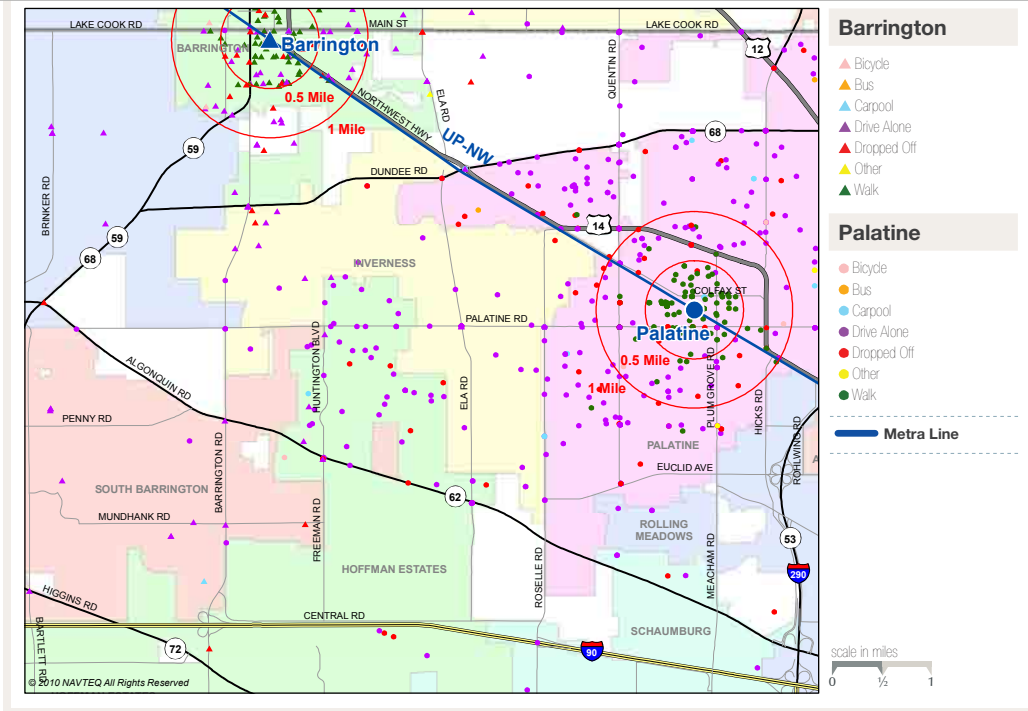 LAKE COOK RD
MAIN ST
LAKE COOK RD
BARRINGTON
Barrington
12
QUENTIN RD
0.5 Mile
NORTHWEST HWY
ELA RD
1 Mile
UP-NW
68
59
DUNDEE RD
BRINKER RD
59
14
68
INVERNESS
COLFAX ST
PALATINE RD
Palatine
HUNTINGTON BLVD
0.5 Mile
ALGONQUIN RD
ELA RD
1 Mile
PLUM GROVE RD
HICKS RD
PENNY RD
BARRINGTON RD
PALATINE
ROHLWING RD
EUCLID AVE
A
SOUTH BARRINGTON
62
MUNDHANK RD
FREEMAN RD
ROLLING
MEADOWS
53
HOFFMAN ESTATES
ROSELLE RD
MEACHAM RD
290
HIGGINS RD
CENTRAL RD
BARTLETT RD
SCHAUMBURG
72
90
© 2010 NAVTEQ All Rights Reserved
Barrington
Bicycle
Bus
Carpool
Drive Alone
Dropped Off
Other
Walk
Palatine
Bicycle
Bus
Carpool
Drive Alone
Dropped Off
Other
Walk
Metra Line
scale in miles
0 ½ 1